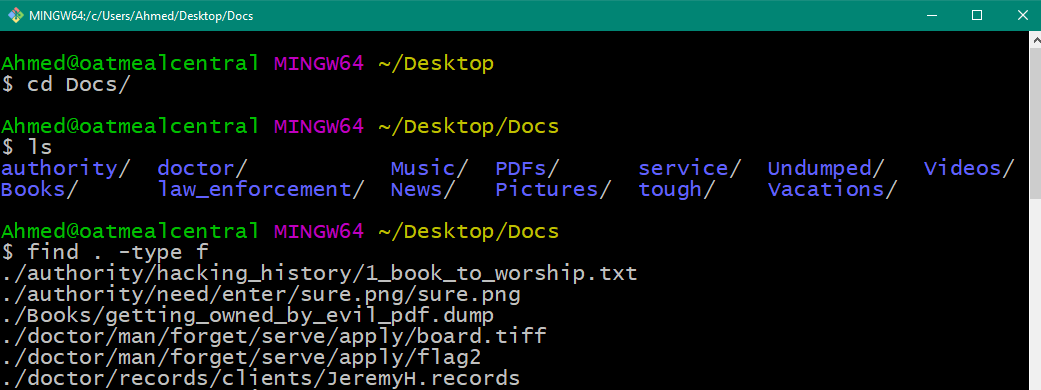 MINGW64:/c/Users/Ahmed/Desktop/Docs
Ahmed@oatmealcentral MINGW64 ~/Desktop
$ cd Docs/
Ahmed@oatmealcentral MINGW64 ~/Desktop/Docs
$ ls
authority/ doctor/ Music/ PDFs/ service/ Undumped/ Videos/
Books/ law_enforcement/ News/ Pictures/ tough/ Vacations/
Ahmed@oatmealcentral MINGW64 ~/Desktop/Docs
$ find . -type f
./authority/hacking_history/1_book_to_worship.txt
./authority/need/enter/sure.png/sure.png
./Books/getting_owned_by_evil_pdf.dump
./doctor/man/forget/serve/apply/board.tiff
./doctor/man/forget/serve/apply/flag2
./doctor/records/clients/JeremyH.records